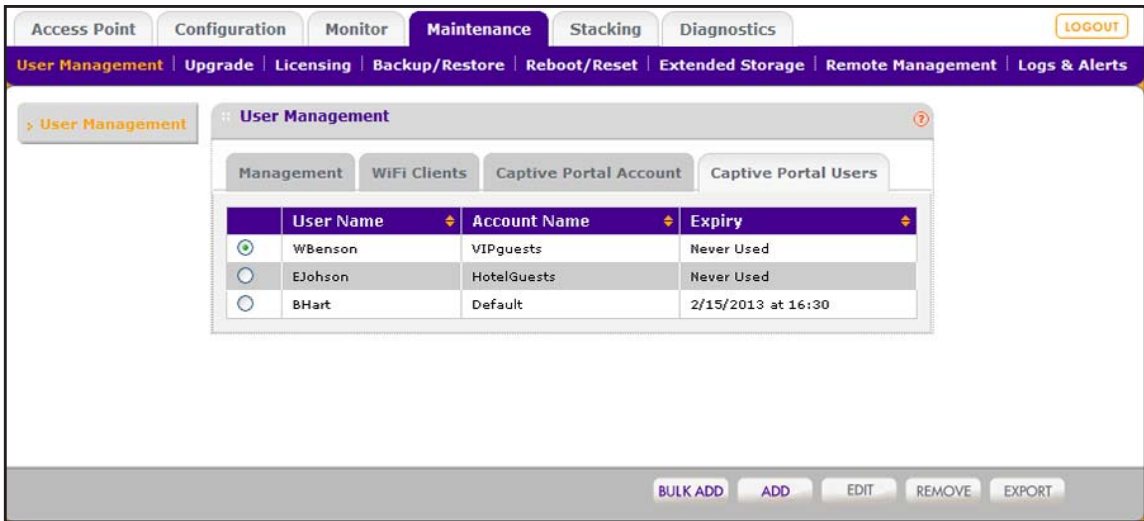 Access Point Configuration Monitor Maintenance Stacking Diagnostics LOGOUT
User Management Upgrade Licensing Backup/Restore Reboot/Reset Extended Storage Remote Management Logs & Alerts
User Management
User Management ?
Management WiFi Clients Captive Portal Account Captive Portal Users
User Name Account Name Expiry
WBenson VIPguests Never Used
EJohson HotelGuests Never Used
BHart Default 2/15/2013 at 16:30
BULK ADD ADD EDIT REMOVE EXPORT